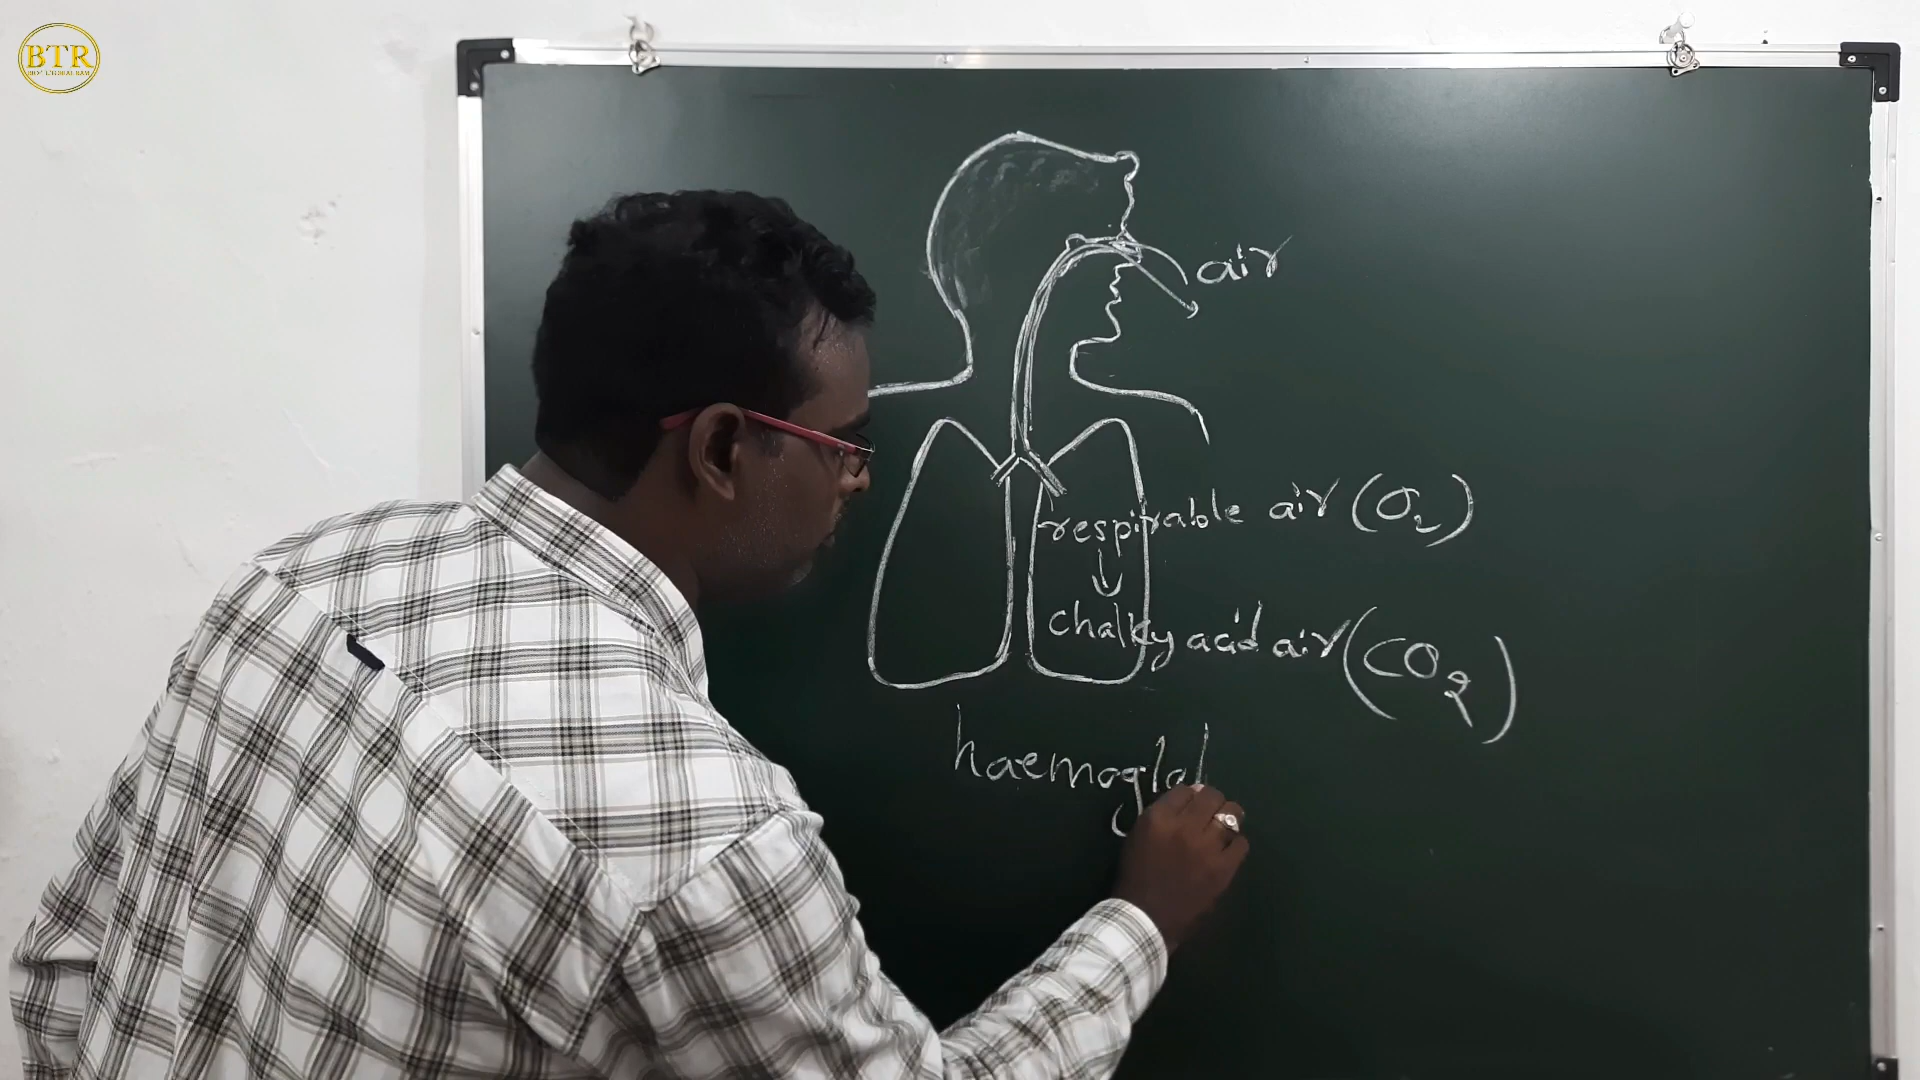 BTR
air
respirable air (O2)
chalky acid air (CO2)
haemoglob